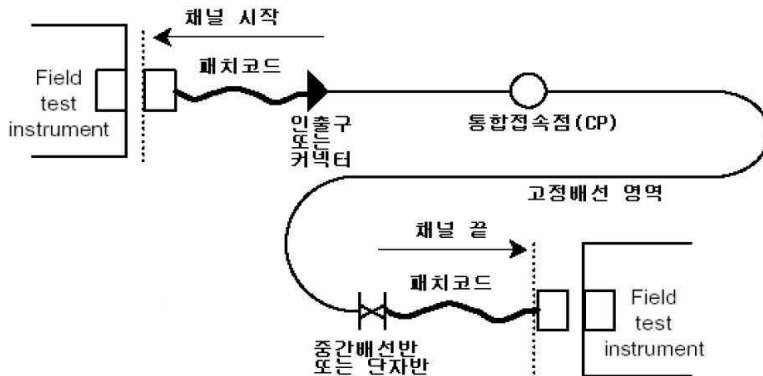 채널 시작
패치코드
Field
test
instrument
인출구
또는
커넥터
통합접속점(CP)
고정배선 영역
채널 끝
패치코드
Field
test
instrument
중간배선반
또는 단자반